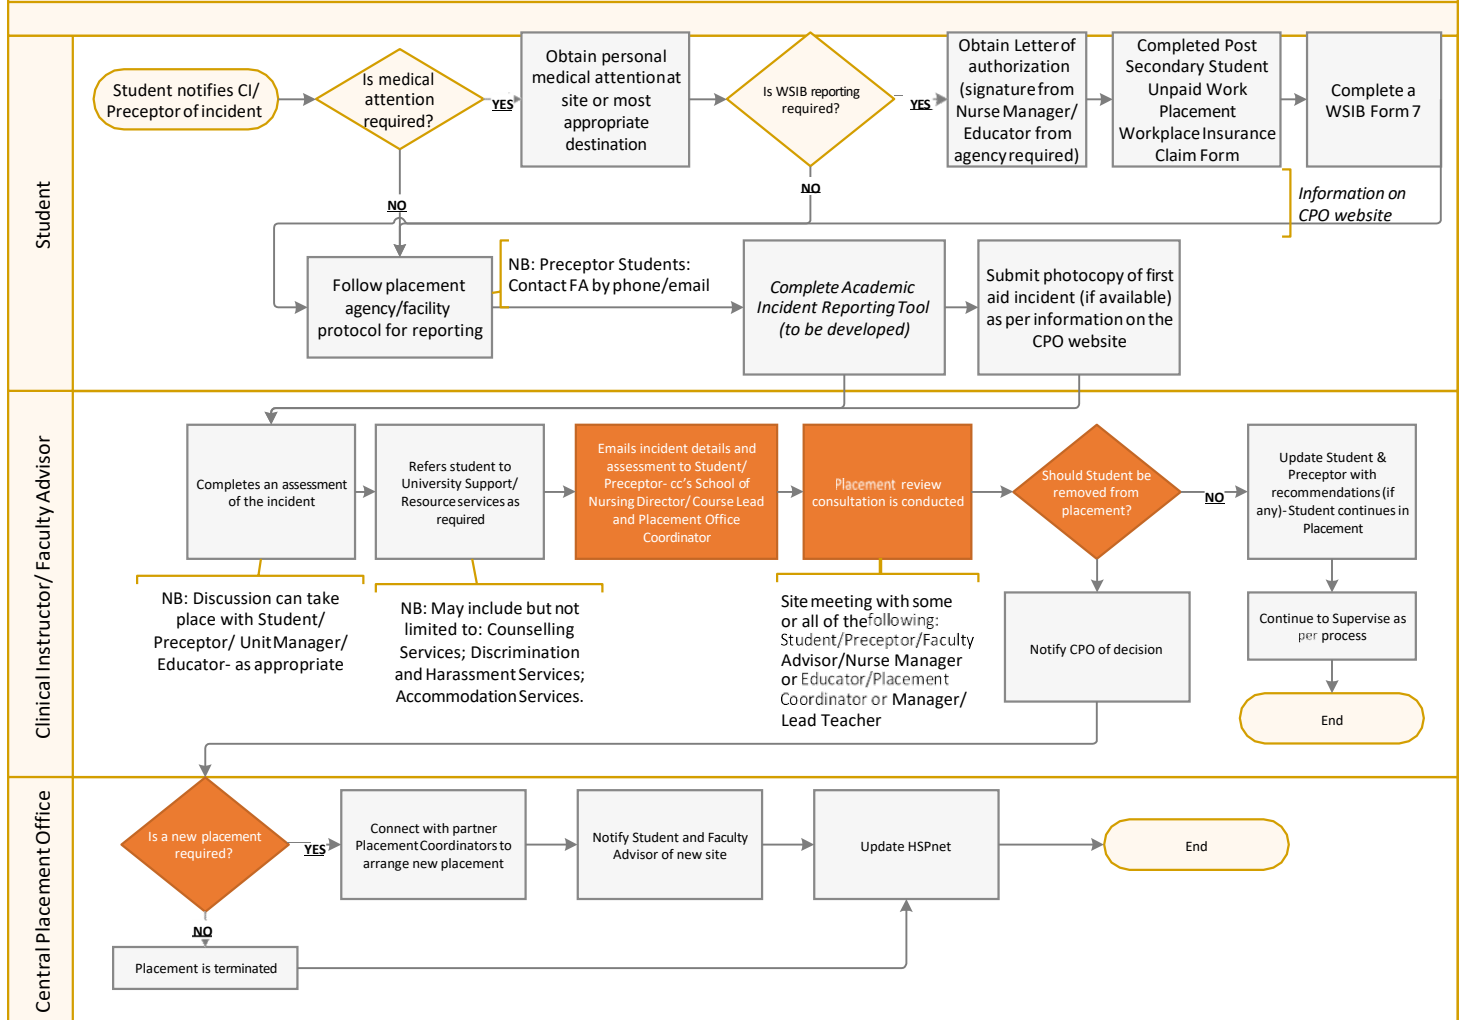 Student
Student notifies CI/
Preceptor of incident
Is medical
attention
required?
YES
NO
Obtain personal
medical attention at
site or most
appropriate
destination
Is WSIB reporting
required?
YES
NO
Obtain Letter of
authorization
(signature from
Nurse Manager/
Educator from
agency required)
Completed Post
Secondary Student
Unpaid Work
Placement
Workplace Insurance
Claim Form
Complete a
WSIB Form 7
Information on
CPO website
Follow placement
agency/facility
protocol for reporting
NB: Preceptor Students:
Contact FA by phone/email
Complete Academic
Incident Reporting Tool
(to be developed)
Submit photocopy of first
aid incident (if available)
as per information on the
CPO website
Clinical Instructor/ Faculty Advisor
Completes an assessment
of the incident
NB: Discussion can take
place with Student/
Preceptor/ Unit Manager/
Educator- as appropriate
Refers student to
University Support/
Resource services as
required
NB: May include but not
limited to: Counselling
Services; Discrimination
and Harassment Services;
Accommodation Services.
Emails incident details and
assessment to Student/
Preceptor- cc's School of
Nursing Director/ Course Lead
and Placement Office
Coordinator
Placement review
consultation is conducted
Site meeting with some
or all of the following:
Student/Preceptor/Faculty
Advisor/Nurse Manager
or Educator/Placement
Coordinator or Manager/
Lead Teacher
Should Student be
removed from
placement?
NO
Update Student &
Preceptor with
recommendations (if
any)- Student continues in
Placement
Continue to Supervise as
per process
End
Notify CPO of decision
Central Placement Office
Is a new placement
required?
YES
NO
Connect with partner
Placement Coordinators to
arrange new placement
Notify Student and Faculty
Advisor of new site
Update HSPnet
End
Placement is terminated